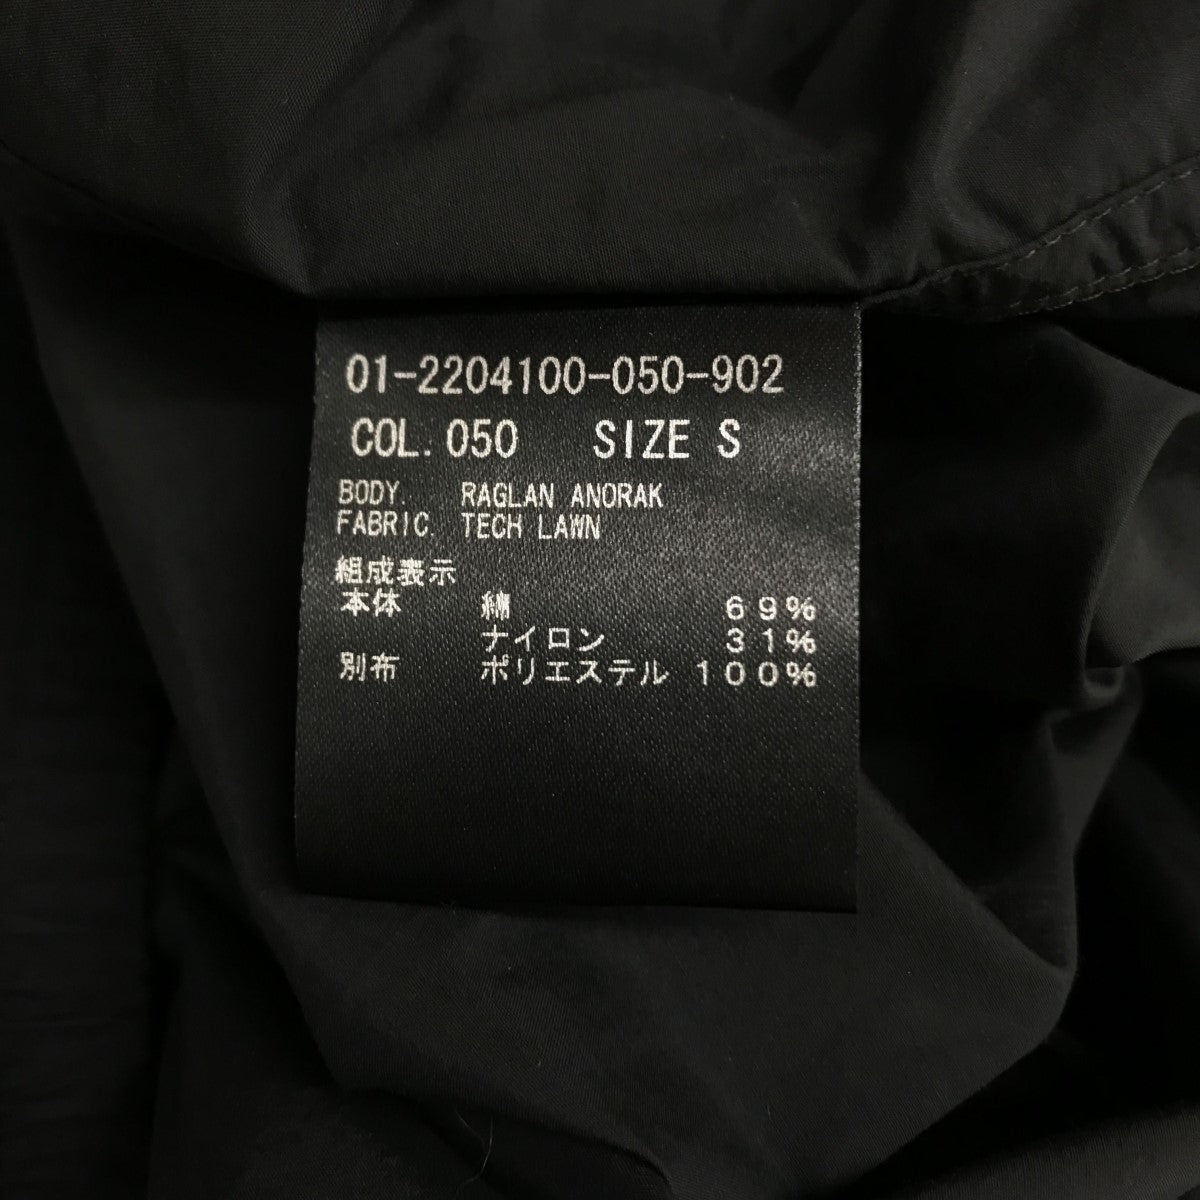 01-2204100-050-902
COL. 050 SIZE S
BODY. RAGLAN ANORAK
FABRIC. TECH LAWN
組成表示
本体 綿 69%
ナイロン 31%
別布 ポリエステル 100%